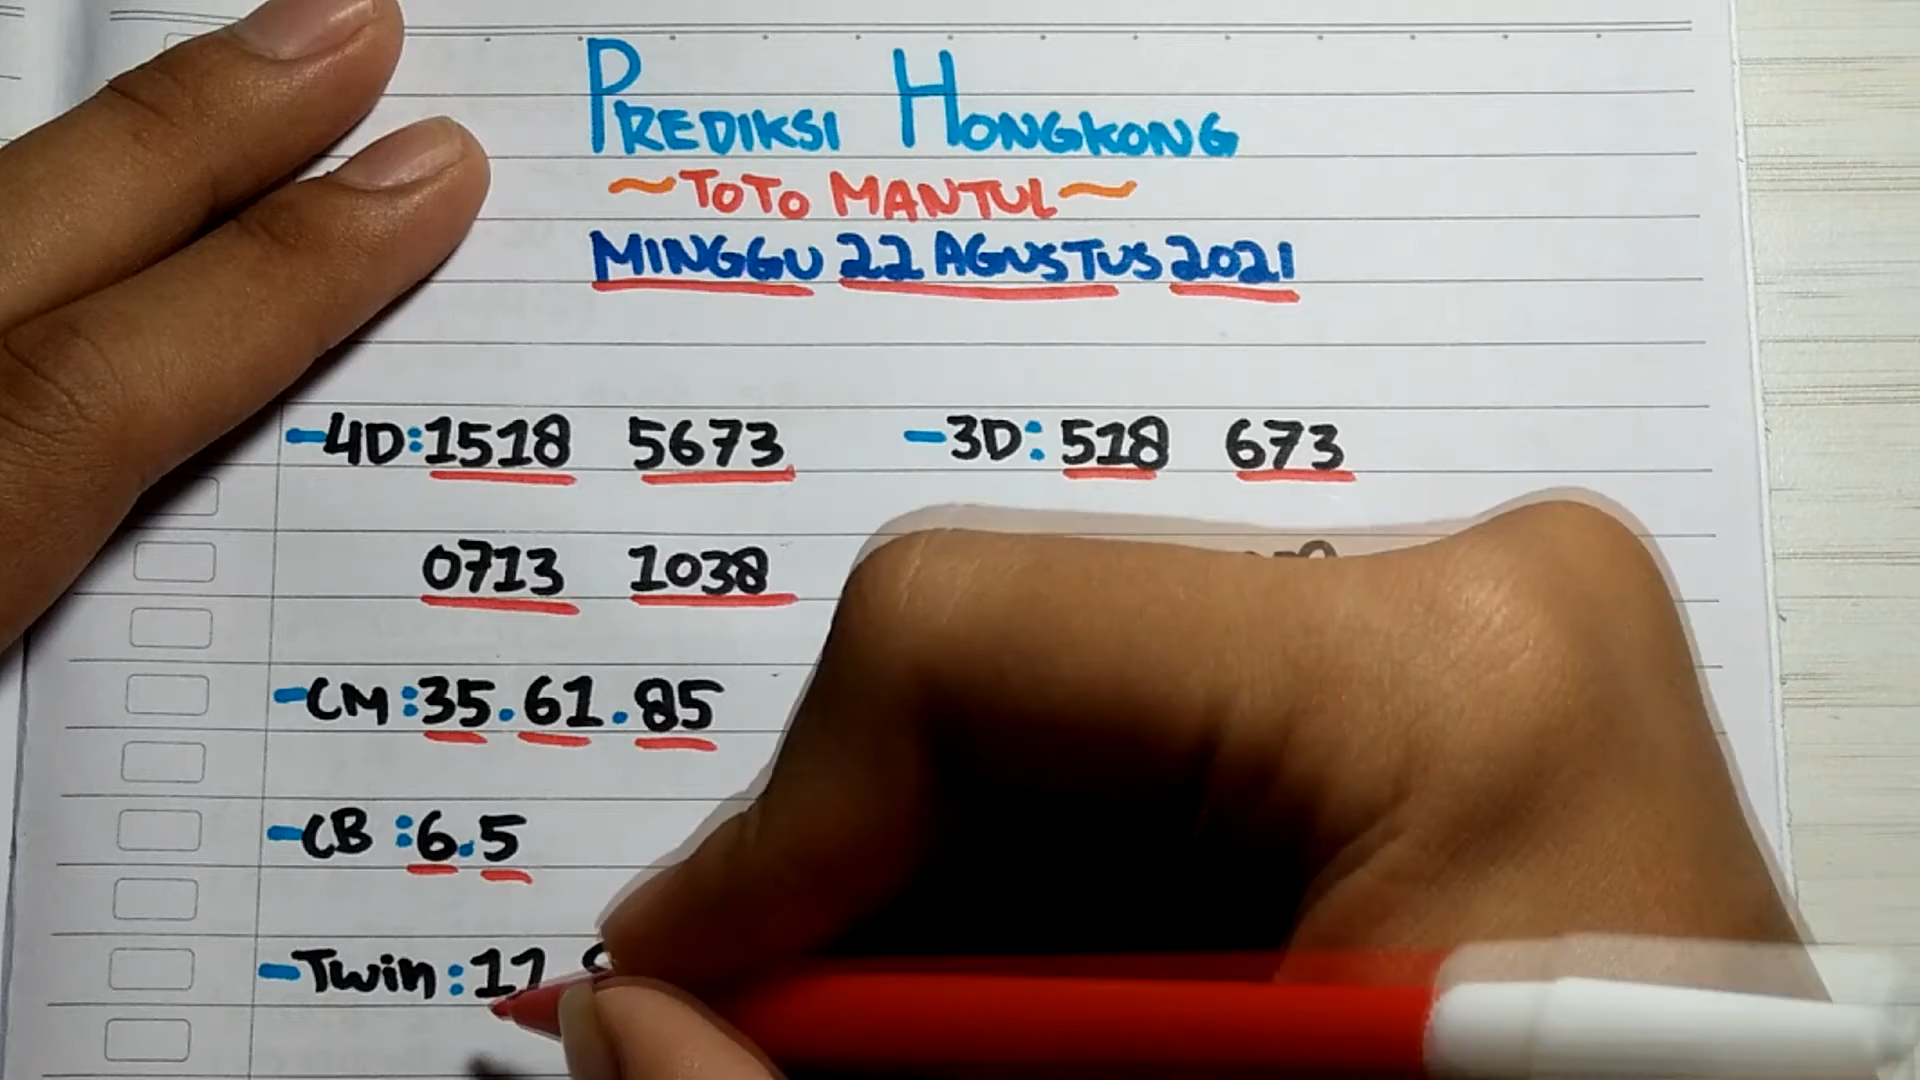 PREDIKSI HONGKONG
~TOTO MANTUL~
MINGGU 22 AGUSTUS 2021
-4D:1518 5673 -3D: 518 673
0713 1038
-CM:35.61.85
-CB:6.5
-Twin:11